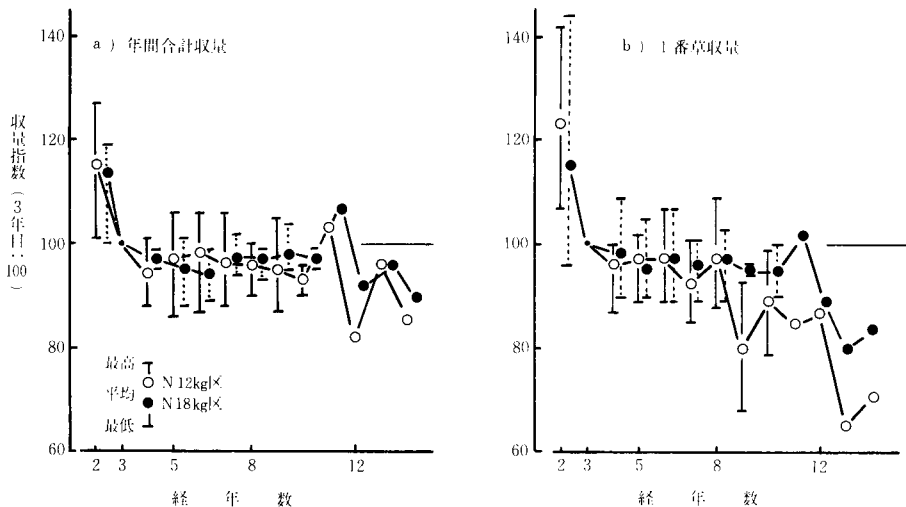 a) 年間合計収量
140
120
100
80
60
収量指数(3年目:100)
最高
平均
最低
N 12kg区
N 18kg区
2 3 5 8 12
経年数
b) 1番草収量
140
120
100
80
60
2 3 5 8 12
経年数